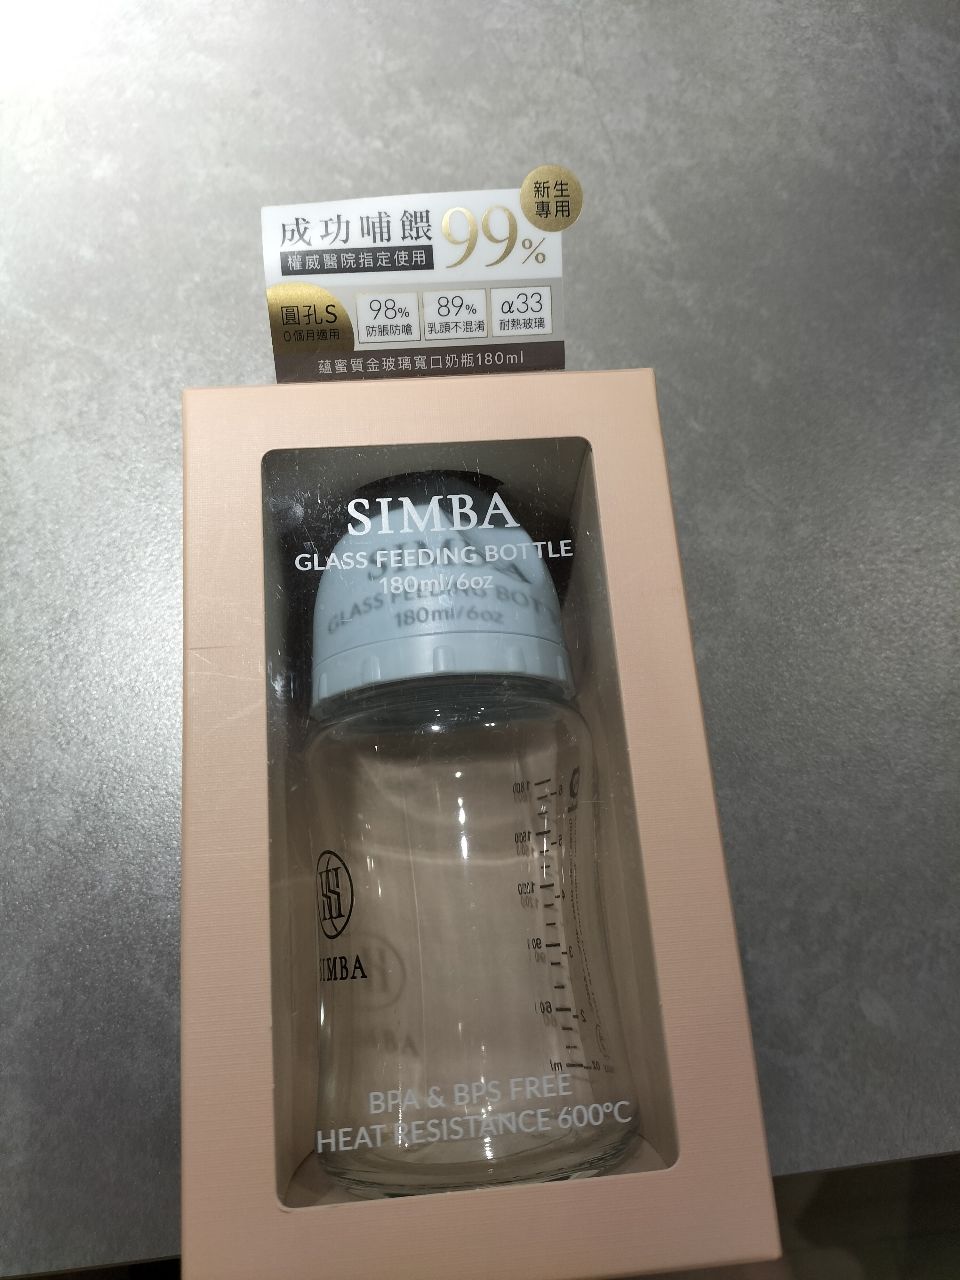 新生
專用
成功哺餵 99%
權威醫院指定使用
圓孔S
0個月適用
98%
防脹防嗆
89%
乳頭不混淆
α33
耐熱玻璃
蘊蜜質金玻璃寬口奶瓶180ml
SIMBA
GLASS FEEDING BOTTLE
180ml/6oz
SIMBA
BPA & BPS FREE
HEAT RESISTANCE 600°C